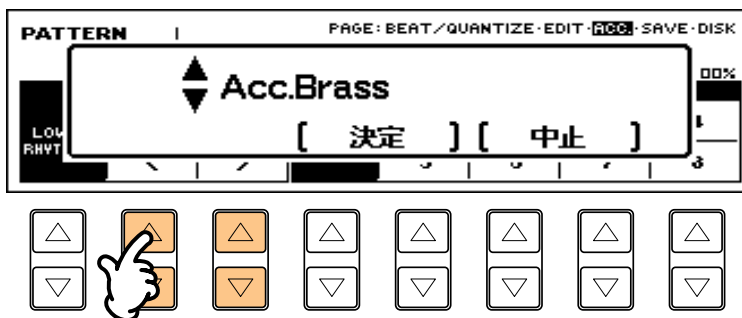 PATTERN
PAGE: BEAT/QUANTIZE·EDIT·ACC.·SAVE·DISK
Acc.Brass
00%
[ 決定 ] [ 中止 ]
LOW
RHYT